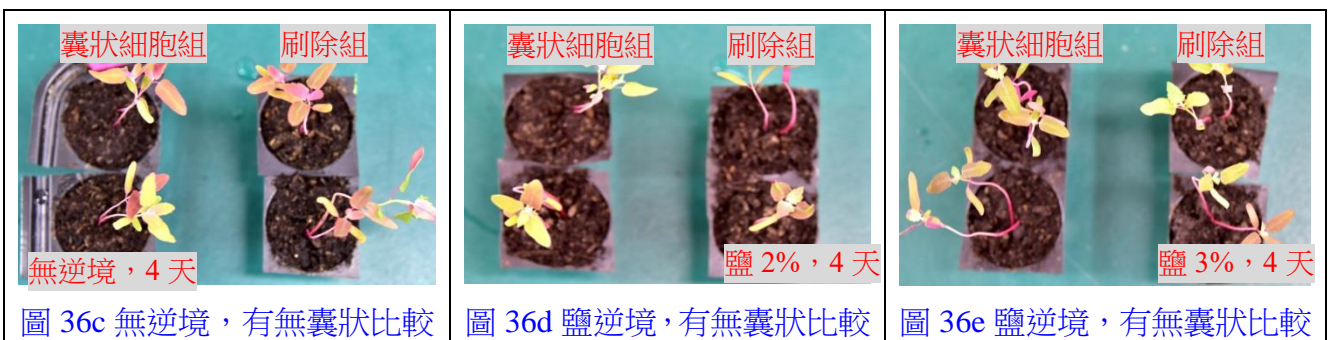 囊狀細胞組
刷除組
無逆境，4 天
圖 36c 無逆境，有無囊狀比較
囊狀細胞組
刷除組
鹽 2%，4 天
圖 36d 鹽逆境，有無囊狀比較
囊狀細胞組
刷除組
鹽 3%，4 天
圖 36e 鹽逆境，有無囊狀比較